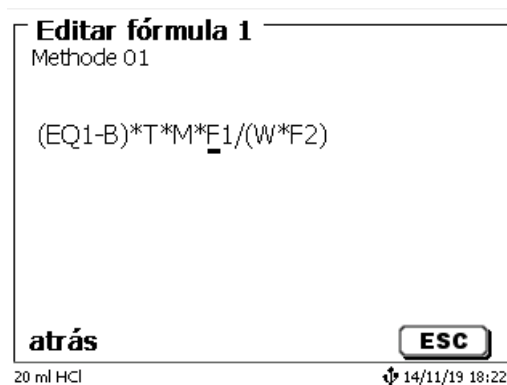 Editar fórmula 1
Methode 01
(EQ1-B)*T*M*F1/(W*F2)
atrás ESC
20 ml HCl 14/11/19 18:22